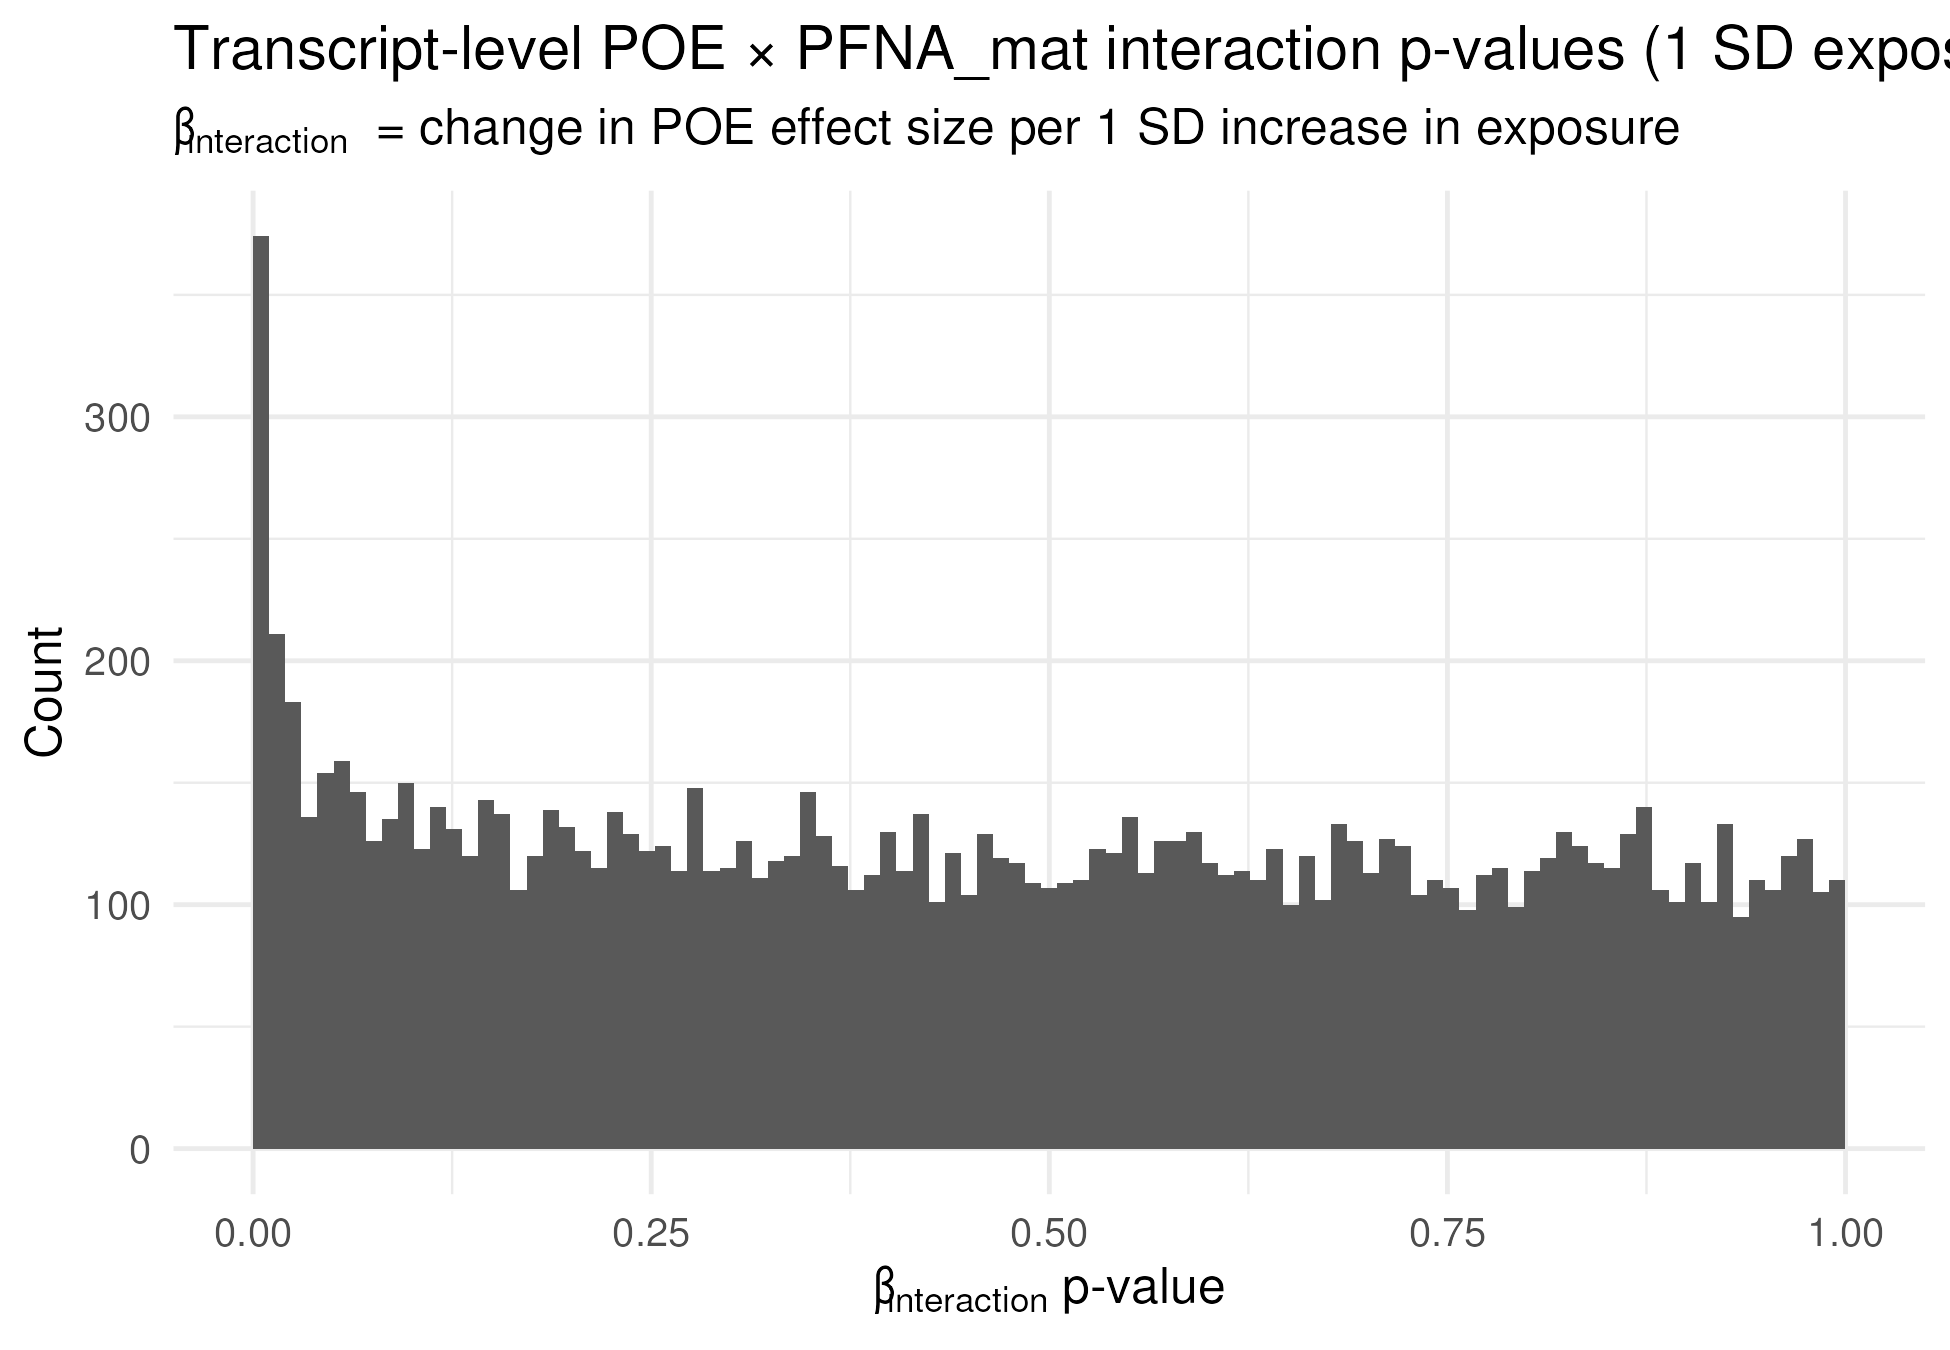 Transcript-level POE × PFNA_mat interaction p-values (1 SD expos
βinteraction = change in POE effect size per 1 SD increase in exposure
Count
300
200
100
0
0.00 0.25 0.50 0.75 1.00
βinteraction p-value